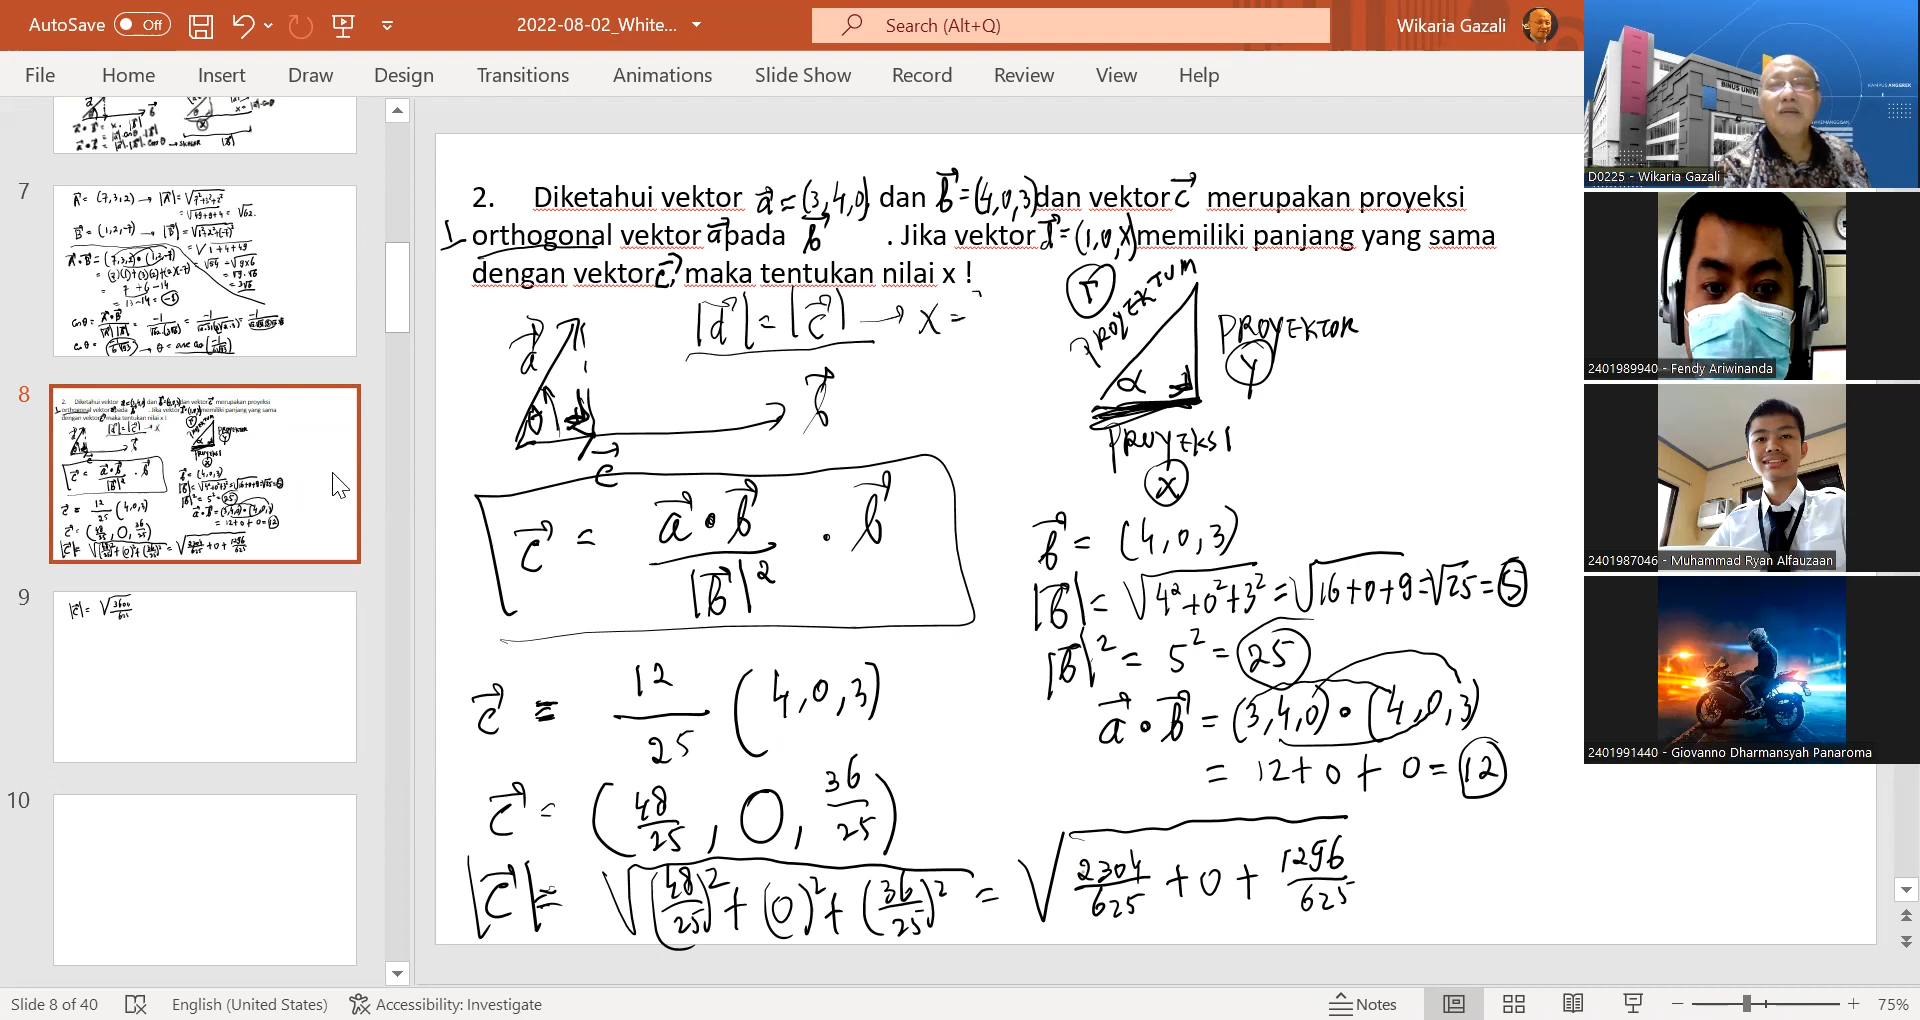 AutoSave Off 2022-08-02_White... Search (Alt+Q) Wikaria Gazali
File Home Insert Draw Design Transitions Animations Slide Show Record Review View Help
7
8
9
10
|c⃗| = √3600/625
2. Diketahui vektor a⃗ = (3,4,0) dan b⃗ = (4,0,3) dan vektor c⃗ merupakan proyeksi
orthogonal vektor a⃗ pada b⃗ . Jika vektor d⃗ = (1,0,x) memiliki panjang yang sama
dengan vektor c⃗, maka tentukan nilai x !
|d⃗| = |c⃗| → x =
a⃗ θ b⃗ c⃗
r PROYEKTUM
PROYEKTOR
y
α
PROYEKSI
x
c⃗ = a⃗ • b⃗ / |b⃗|² . b⃗
b⃗ = (4,0,3)
|b⃗| = √4²+0²+3² = √16+0+9 = √25 = 5
|b⃗|² = 5² = 25
a⃗ • b⃗ = (3,4,0) • (4,0,3)
= 12 + 0 + 0 = 12
c⃗ = 12/25 (4,0,3)
c⃗ = (48/25, 0, 36/25)
|c⃗| = √(48/25)² + (0)² + (36/25)² = √2304/625 + 0 + 1296/625
BINUS UNIV
KAMPUS ANGGREK
D0225 - Wikaria Gazali
2401989940 - Fendy Ariwinanda
2401987046 - Muhammad Ryan Alfauzaan
2401991440 - Giovanno Dharmansyah Panaroma
Slide 8 of 40 English (United States) Accessibility: Investigate Notes 75%